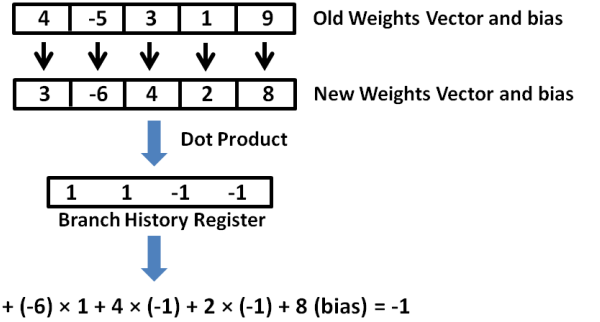 4 -5 3 1 9 Old Weights Vector and bias
3 -6 4 2 8 New Weights Vector and bias
Dot Product
1 1 -1 -1
Branch History Register
+ (-6) × 1 + 4 × (-1) + 2 × (-1) + 8 (bias) = -1